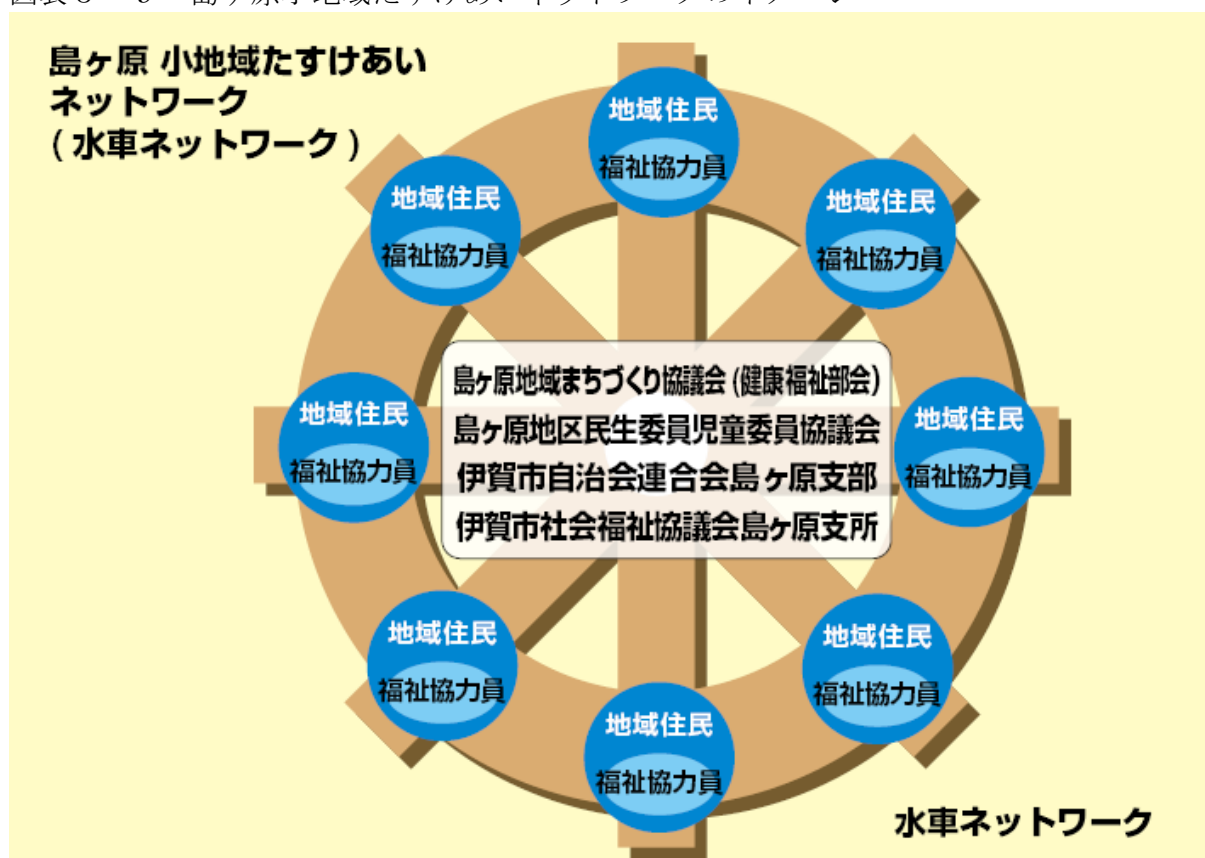 島ヶ原 小地域たすけあい
ネットワーク
(水車ネットワーク)
地域住民
福祉協力員
地域住民
福祉協力員
地域住民
福祉協力員
島ヶ原地域まちづくり協議会(健康福祉部会)
島ヶ原地区民生委員児童委員協議会
伊賀市自治会連合会島ヶ原支部
伊賀市社会福祉協議会島ヶ原支所
地域住民
福祉協力員
地域住民
福祉協力員
地域住民
福祉協力員
地域住民
福祉協力員
地域住民
福祉協力員
水車ネットワーク